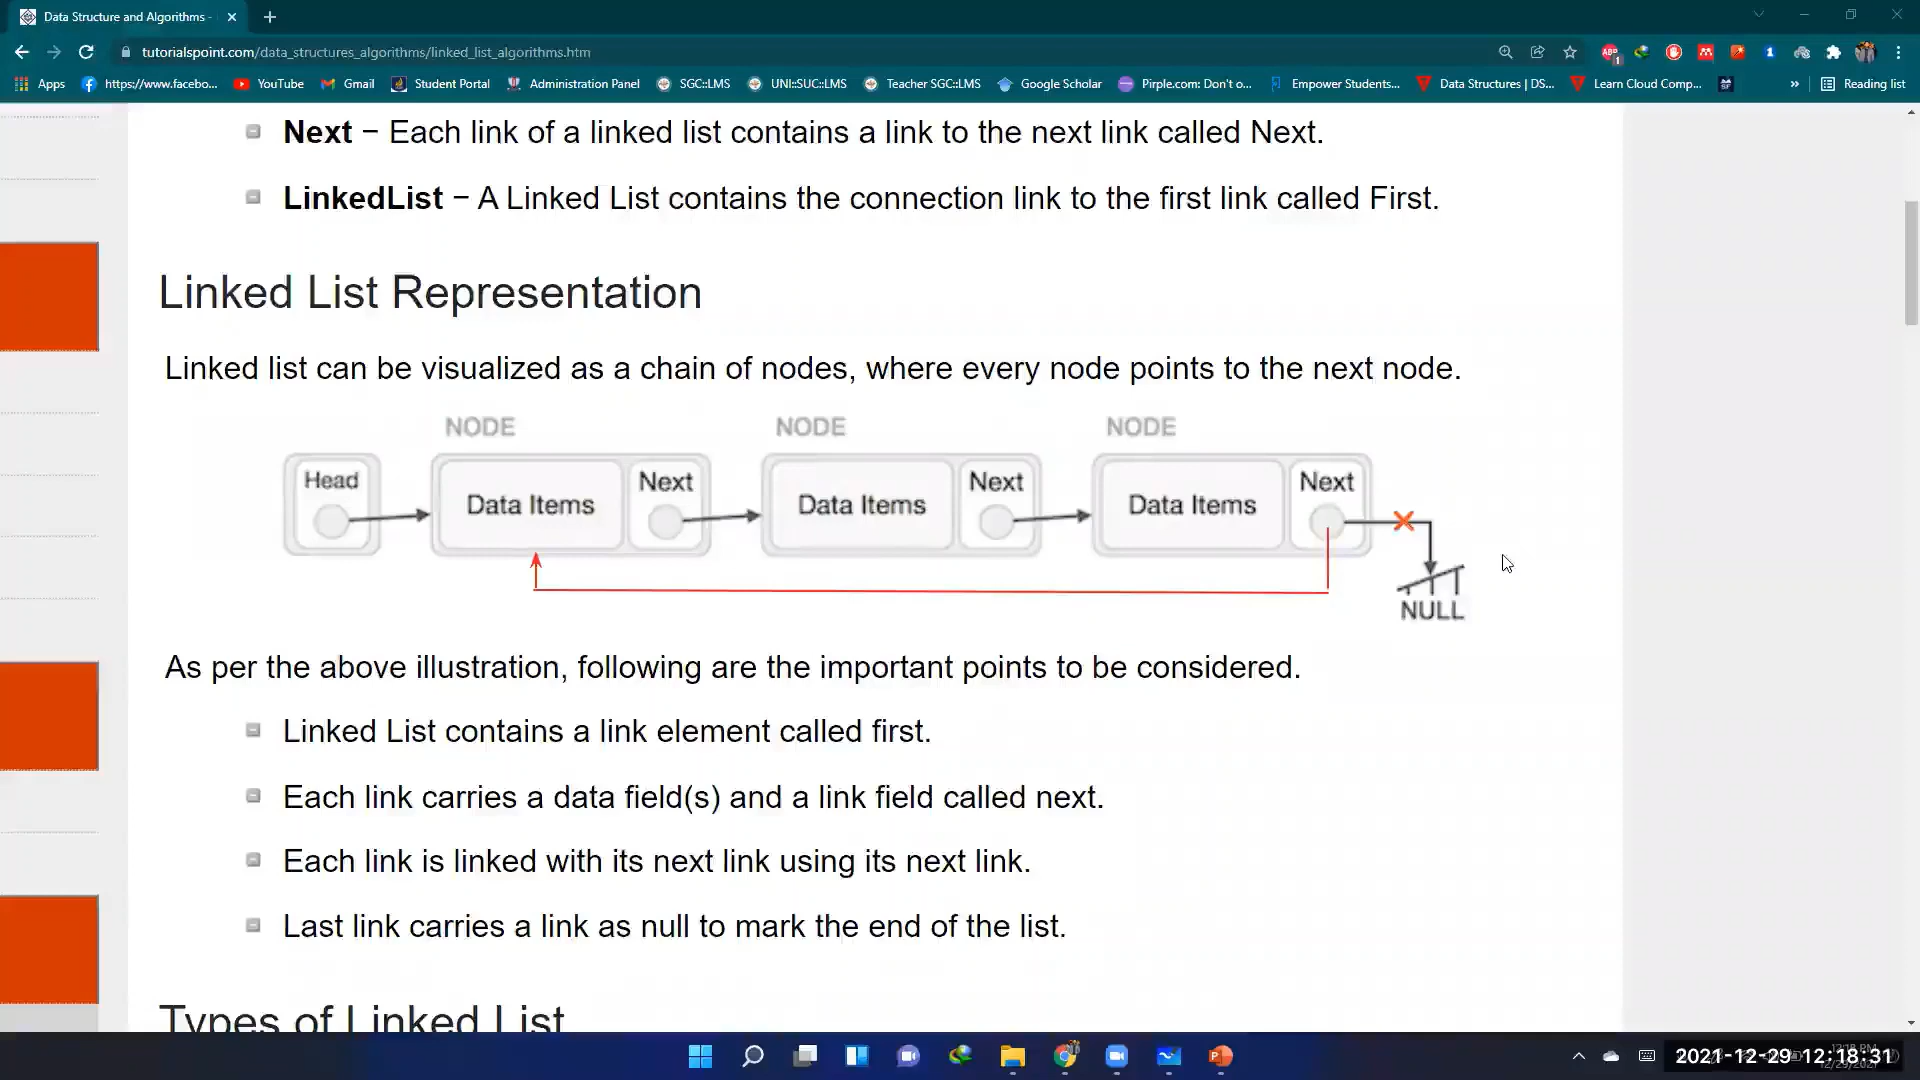 Data Structure and Algorithms -
tutorialspoint.com/data_structures_algorithms/linked_list_algorithms.htm
Apps
https://www.facebo...
YouTube
Gmail
Student Portal
Administration Panel
SGC::LMS
UNI::SUC::LMS
Teacher SGC::LMS
Google Scholar
Pirple.com: Don't o...
Empower Students...
Data Structures | DS...
Learn Cloud Comp...
»
Reading list
Next − Each link of a linked list contains a link to the next link called Next.
LinkedList − A Linked List contains the connection link to the first link called First.
Linked List Representation
Linked list can be visualized as a chain of nodes, where every node points to the next node.
NODE NODE NODE
Head Data Items Next Data Items Next Data Items Next
NULL
As per the above illustration, following are the important points to be considered.
Linked List contains a link element called first.
Each link carries a data field(s) and a link field called next.
Each link is linked with its next link using its next link.
Last link carries a link as null to mark the end of the list.
Types of Linked List
2021-12-29 12:18:31